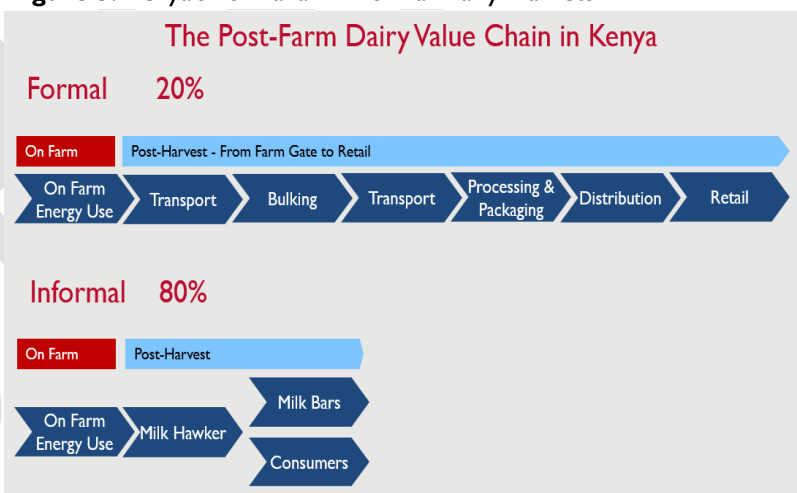 The Post-Farm Dairy Value Chain in Kenya
Formal 20%
On Farm
Post-Harvest - From Farm Gate to Retail
On Farm
Energy Use
Transport
Bulking
Transport
Processing &
Packaging
Distribution
Retail
Informal 80%
On Farm
Post-Harvest
On Farm
Energy Use
Milk Hawker
Milk Bars
Consumers